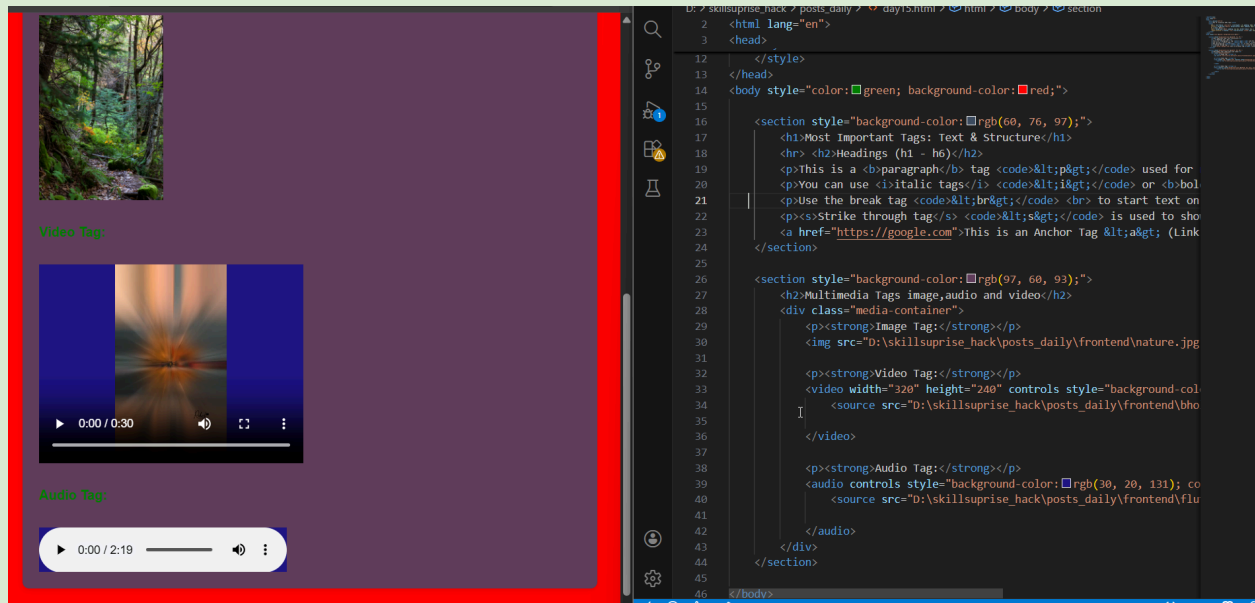 Video Tag:
0:00 / 0:30
Audio Tag:
0:00 / 2:19
D: > skillsuprise_hack > posts_daily > <> day15.html > html > body > section
2 <html lang="en">
3 <head>
12 </style>
13 </head>
14 <body style="color:green; background-color:red;">
15
16 <section style="background-color:rgb(60, 76, 97);">
17 <h1>Most Important Tags: Text & Structure</h1>
18 <hr> <h2>Headings (h1 - h6)</h2>
19 <p>This is a <b>paragraph</b> tag <code>&lt;p&gt;</code> used for
20 <p>You can use <i>italic tags</i> <code>&lt;i&gt;</code> or <b>bol
21 <p>Use the break tag <code>&lt;br&gt;</code> <br> to start text on
22 <p><s>Strike through tag</s> <code>&lt;s&gt;</code> is used to sho
23 <a href="https://google.com">This is an Anchor Tag &lt;a&gt; (Link
24 </section>
25
26 <section style="background-color:rgb(97, 60, 93);">
27 <h2>Multimedia Tags image,audio and video</h2>
28 <div class="media-container">
29 <p><strong>Image Tag:</strong></p>
30 <img src="D:\skillsuprise_hack\posts_daily\frontend\nature.jpg
31
32 <p><strong>Video Tag:</strong></p>
33 <video width="320" height="240" controls style="background-col
34 <source src="D:\skillsuprise_hack\posts_daily\frontend\bho
35
36 </video>
37
38 <p><strong>Audio Tag:</strong></p>
39 <audio controls style="background-color:rgb(30, 20, 131); co
40 <source src="D:\skillsuprise_hack\posts_daily\frontend\flu
41
42 </audio>
43 </div>
44 </section>
45
46 </body>
1